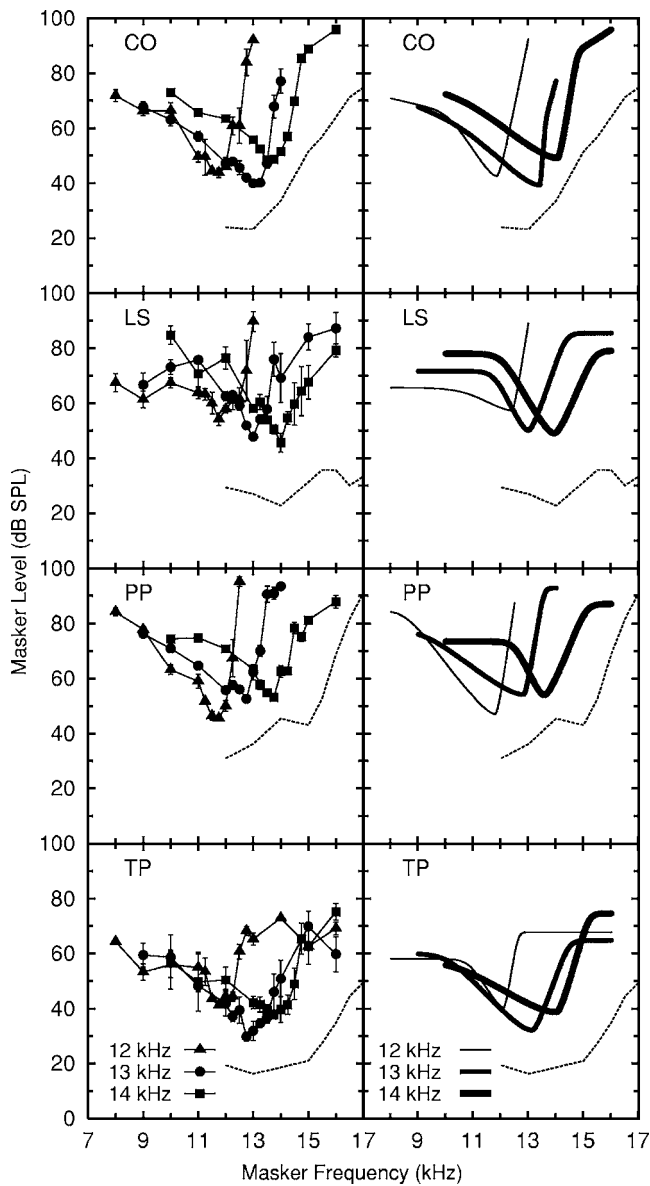 100
CO
CO
80
60
40
20
100
LS
LS
80
60
40
20
100
PP
PP
80
60
40
20
100
TP
TP
80
60
40
20
0
12 kHz
13 kHz
14 kHz
12 kHz
13 kHz
14 kHz
7 9 11 13 15 17
9 11 13 15 17
Masker Level (dB SPL)
Masker Frequency (kHz)
Masker Frequency (kHz)